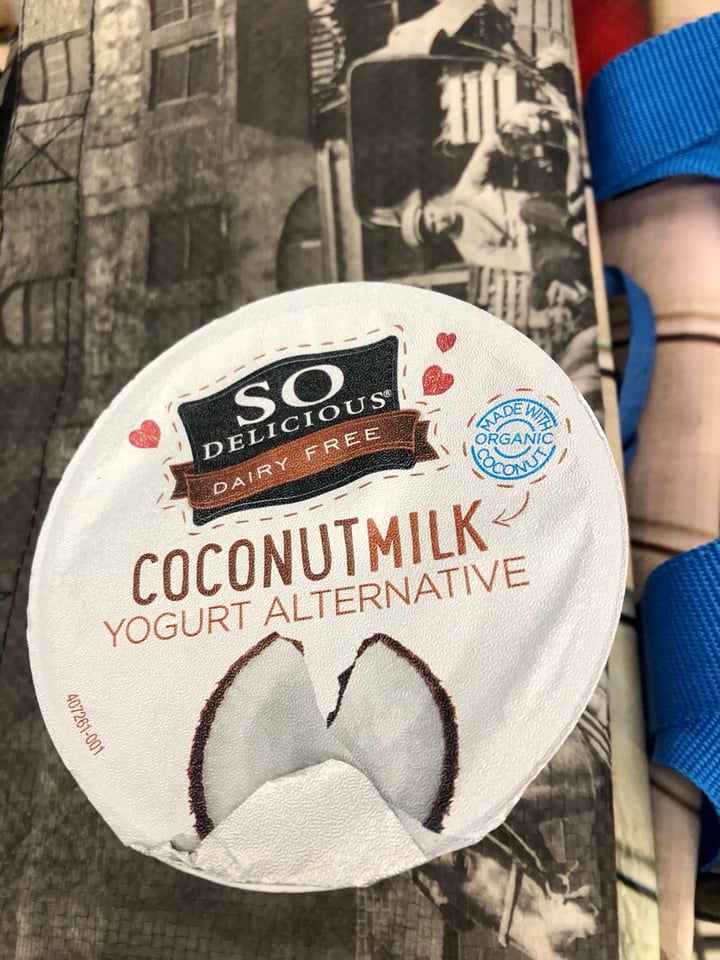 SO
DELICIOUS®
DAIRY FREE
MADE WITH
ORGANIC
COCONUT
COCONUTMILK
YOGURT ALTERNATIVE
407261-001